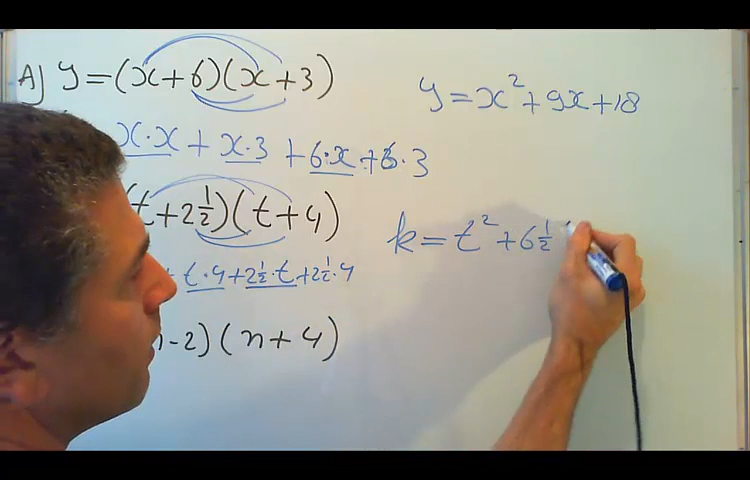 A) y = (x + 6)(x + 3)
y = x² + 9x + 18
x·x + x·3 + 6·x + 6·3
(t + 2½)(t + 4)
k = t² + 6½
t·4 + 2½·t + 2½·4
-2)(n + 4)